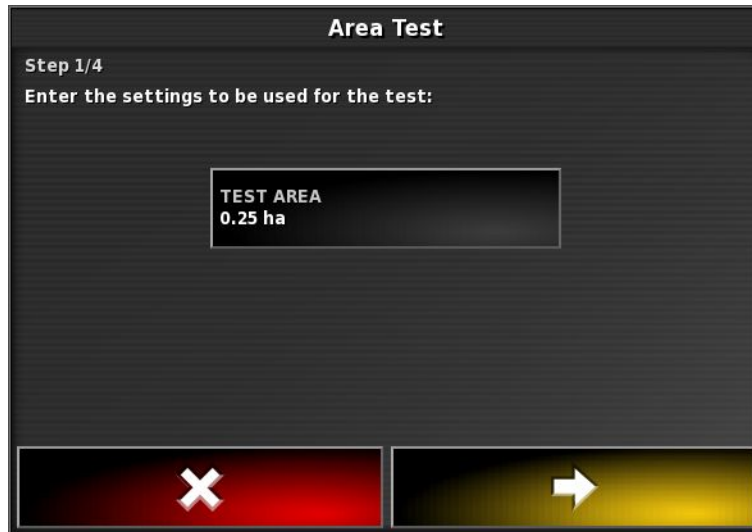 Area Test
Step 1/4
Enter the settings to be used for the test:
TEST AREA
0.25 ha